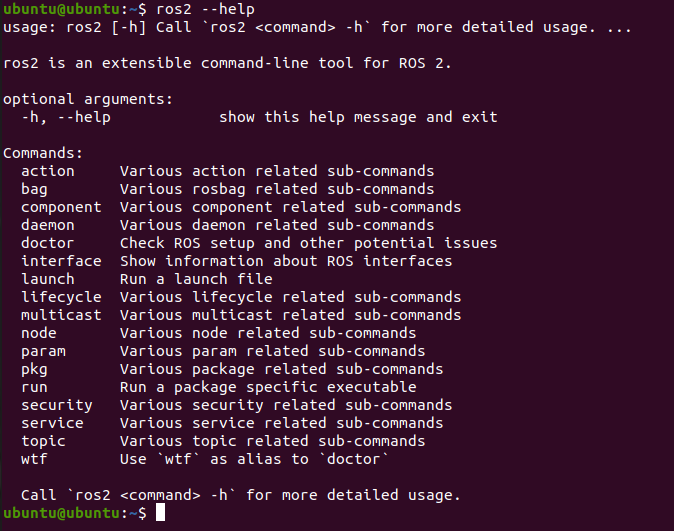 ubuntu@ubuntu:~$ ros2 --help
usage: ros2 [-h] Call `ros2 <command> -h` for more detailed usage. ...

ros2 is an extensible command-line tool for ROS 2.

optional arguments:
  -h, --help            show this help message and exit

Commands:
  action     Various action related sub-commands
  bag        Various rosbag related sub-commands
  component  Various component related sub-commands
  daemon     Various daemon related sub-commands
  doctor     Check ROS setup and other potential issues
  interface  Show information about ROS interfaces
  launch     Run a launch file
  lifecycle  Various lifecycle related sub-commands
  multicast  Various multicast related sub-commands
  node       Various node related sub-commands
  param      Various param related sub-commands
  pkg        Various package related sub-commands
  run        Run a package specific executable
  security   Various security related sub-commands
  service    Various service related sub-commands
  topic      Various topic related sub-commands
  wtf        Use `wtf` as alias to `doctor`

  Call `ros2 <command> -h` for more detailed usage.
ubuntu@ubuntu:~$